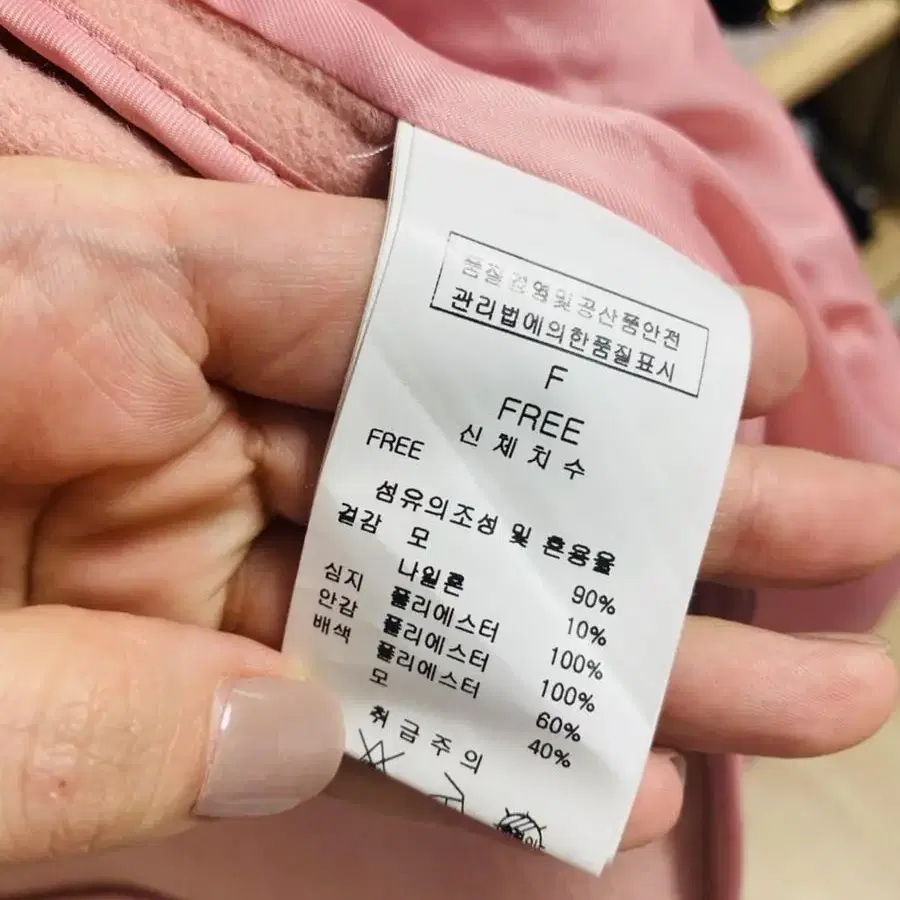 품질경영및공산품안전
관리법에의한품질표시
F
FREE
신 체 치 수
FREE
섬유의조성 및 혼용율
겉감 모 90%
나일론 10%
심지 폴리에스터 100%
안감 폴리에스터 100%
배색 폴리에스터 60%
모 40%
취 급 주 의